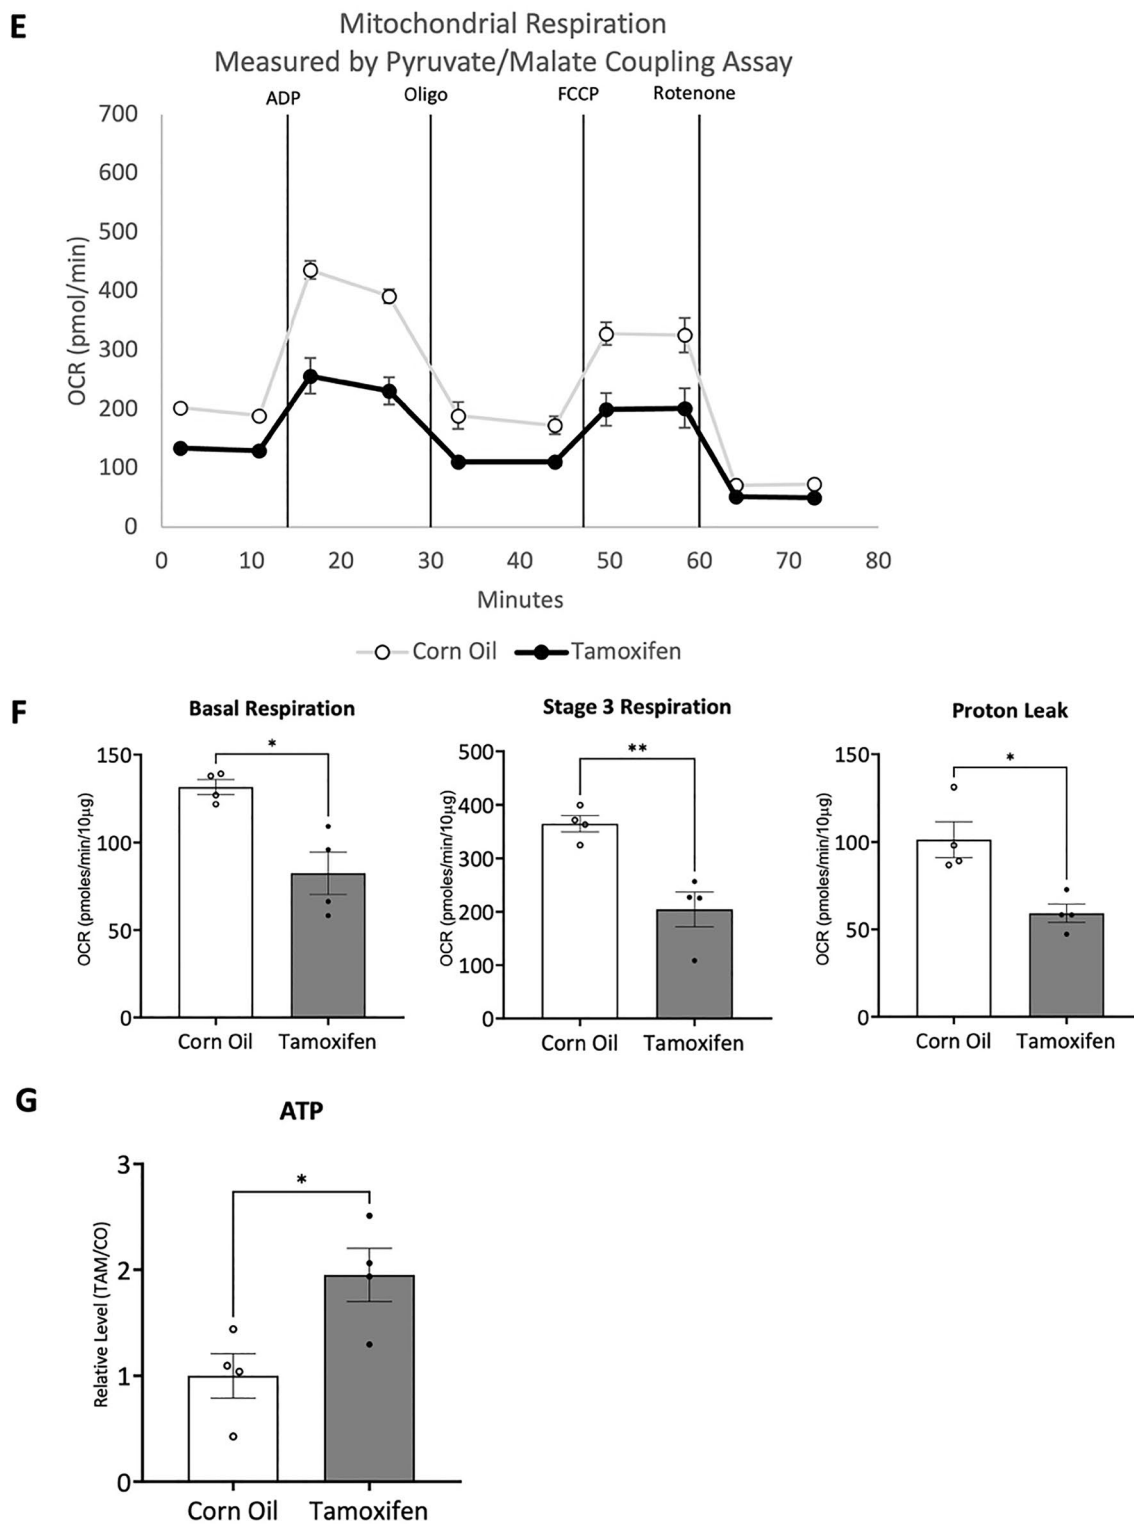 E
Mitochondrial Respiration
Measured by Pyruvate/Malate Coupling Assay
ADP Oligo FCCP Rotenone
700
600
500
400
300
200
100
0
OCR (pmol/min)
0 10 20 30 40 50 60 70 80
Minutes
Corn Oil Tamoxifen
F
Basal Respiration
150
100
50
0
OCR (pmoles/min/10µg)
*
Corn Oil Tamoxifen
Stage 3 Respiration
500
400
300
200
100
0
OCR (pmoles/min/10µg)
**
Corn Oil Tamoxifen
Proton Leak
150
100
50
0
OCR (pmoles/min/10µg)
*
Corn Oil Tamoxifen
G
ATP
3
2
1
0
Relative Level (TAM/CO)
*
Corn Oil Tamoxifen